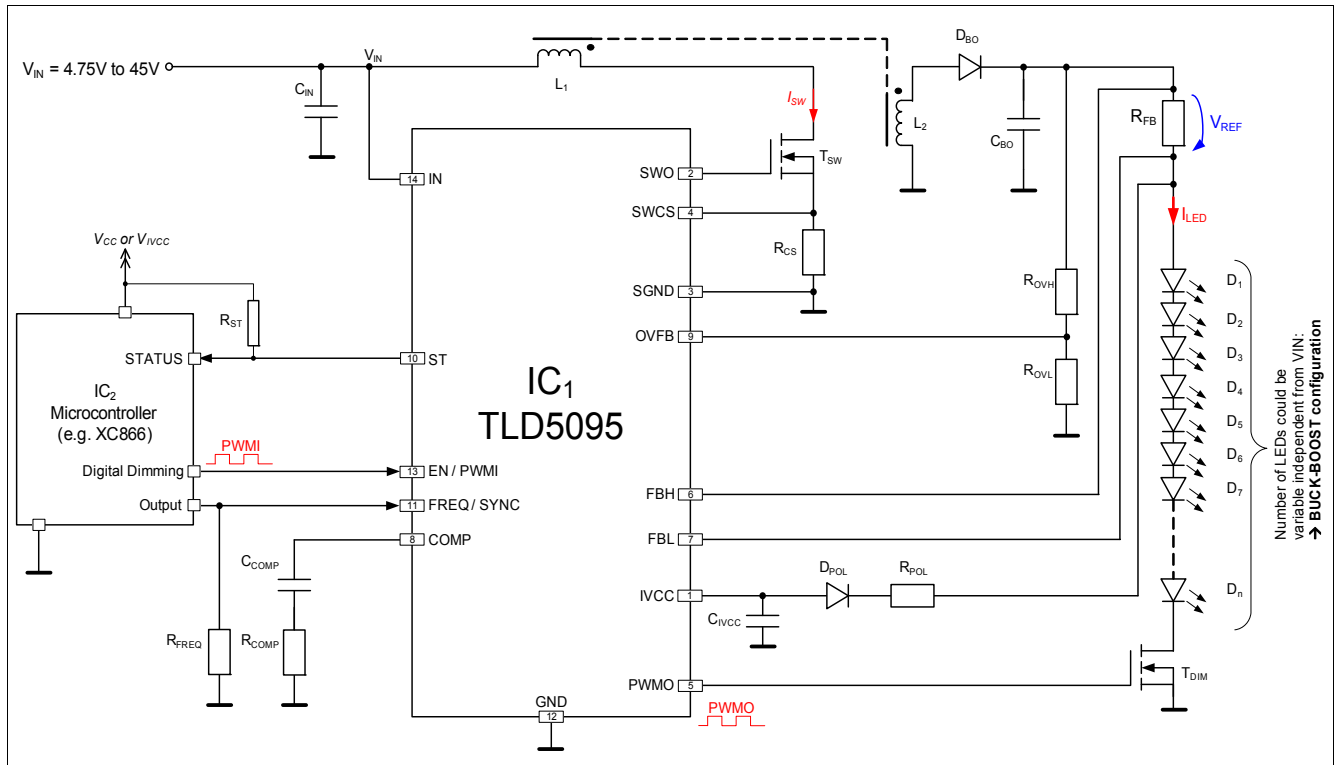 V_IN = 4.75V to 45V
V_IN
C_IN
L_1
I_SW
T_SW
L_2
D_BO
C_BO
R_FB
V_REF
I_LED
SWO
2
SWCS
4
R_CS
SGND
3
OVFB
9
R_OVH
R_OVL
14
IN
V_CC or V_IVCC
R_ST
STATUS
10
ST
IC_2
Microcontroller
(e.g. XC866)
Digital Dimming
PWMI
13
EN / PWMI
Output
11
FREQ / SYNC
8
COMP
C_COMP
R_COMP
R_FREQ
IC_1
TLD5095
FBH
6
FBL
7
IVCC
1
C_IVCC
D_POL
R_POL
PWMO
5
PWMO
GND
12
D_1
D_2
D_3
D_4
D_5
D_6
D_7
D_n
T_DIM
Number of LEDs could be
variable independent from VIN:
→ BUCK-BOOST configuration